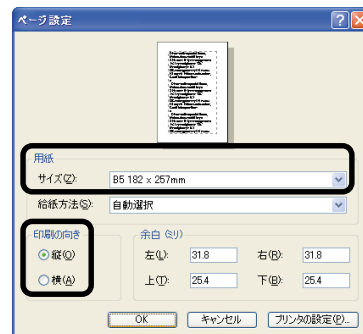 ページ設定
用紙
サイズ(Z): B5 182 x 257mm
給紙方法(S): 自動選択
印刷の向き
縦(O)
横(A)
余白 (ミリ)
左(L): 31.8 右(R): 31.8
上(T): 25.4 下(B): 25.4
OK キャンセル プリンタの設定(P)...